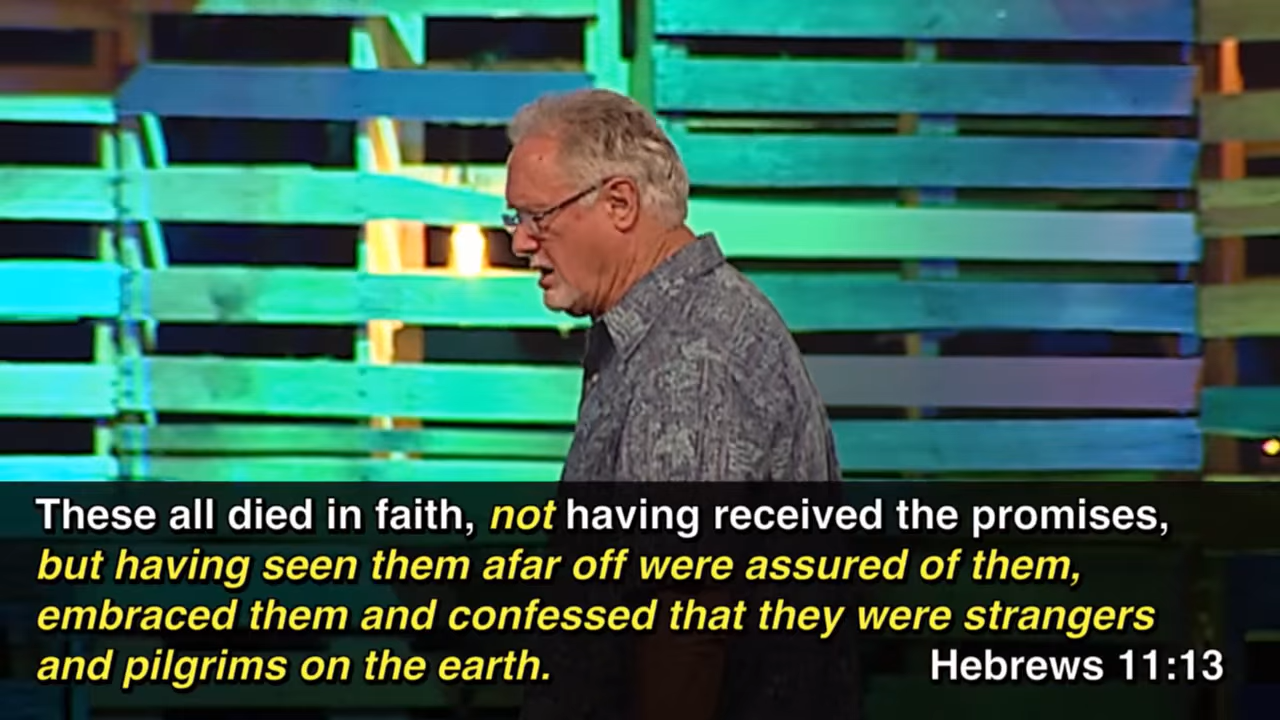 These all died in faith, not having received the promises,
but having seen them afar off were assured of them,
embraced them and confessed that they were strangers
and pilgrims on the earth.
Hebrews 11:13